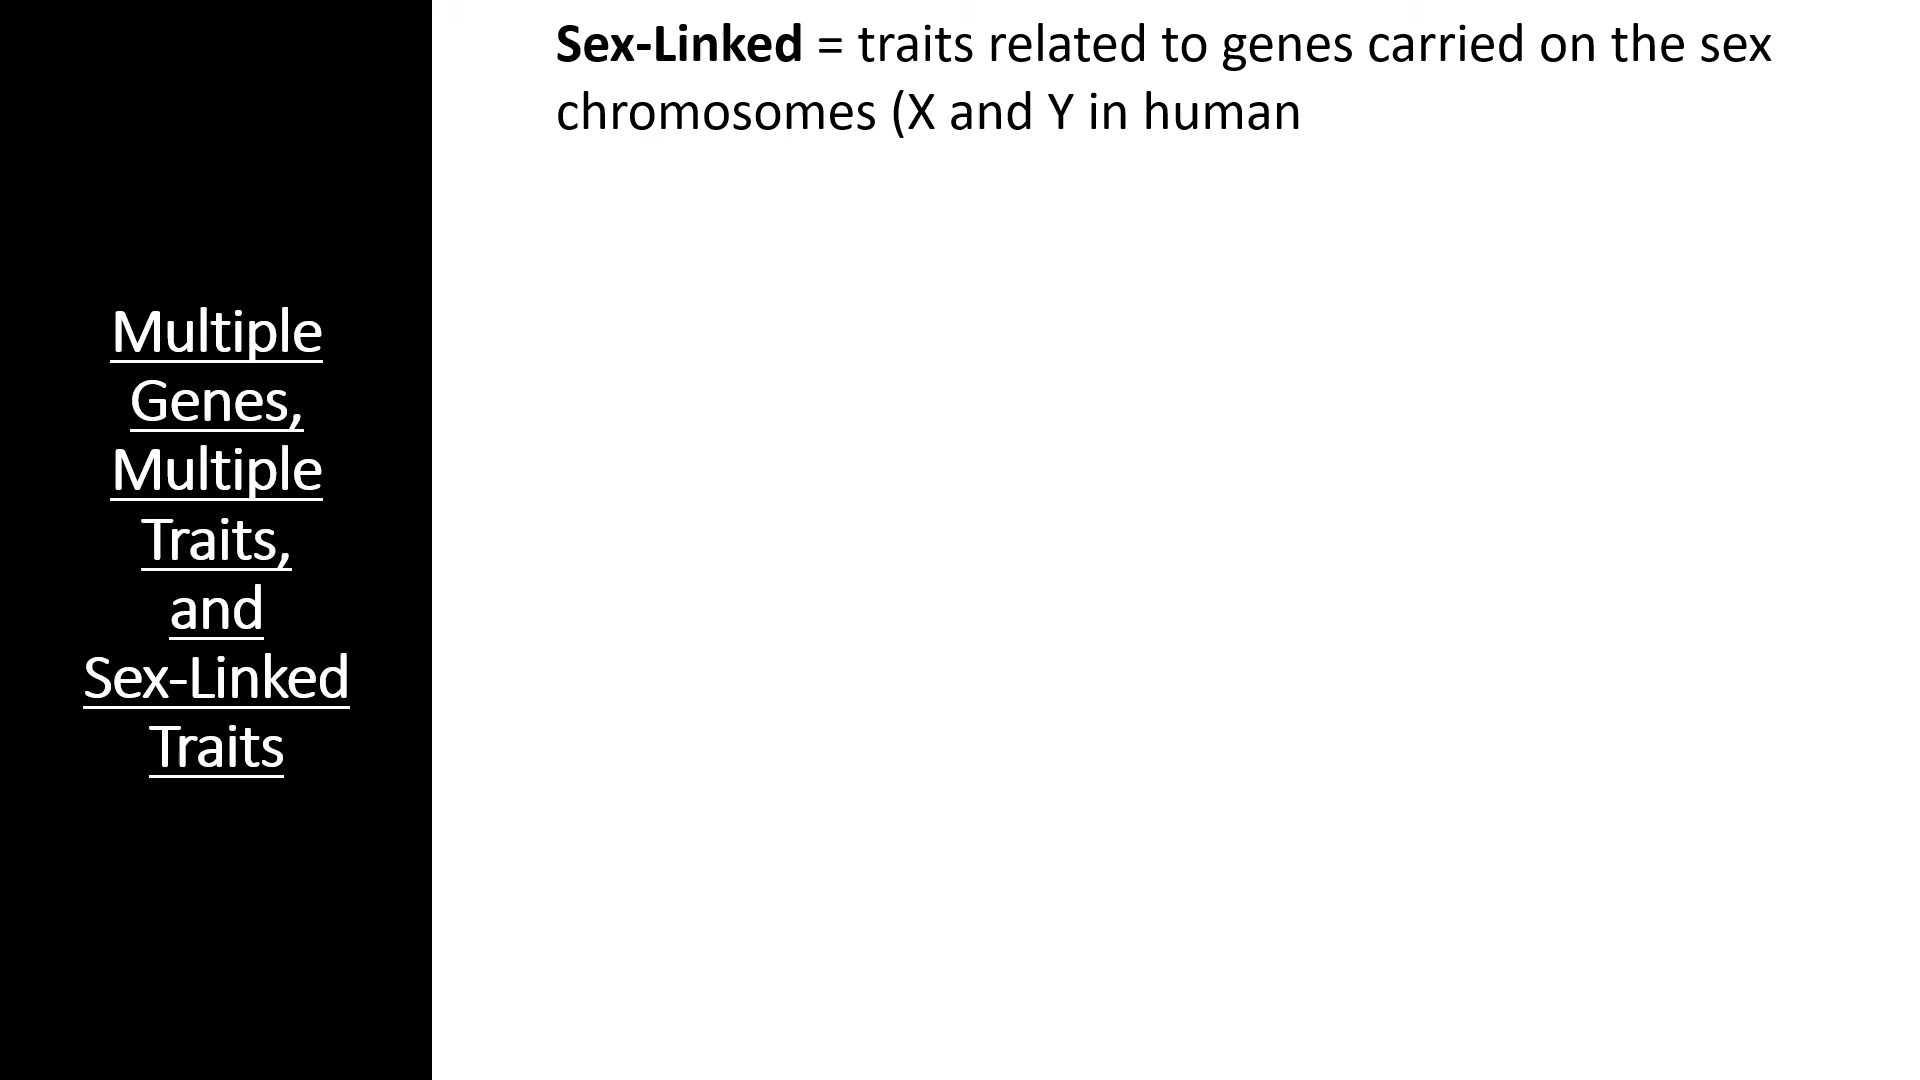 Multiple
Genes,
Multiple
Traits,
and
Sex-Linked
Traits
Sex-Linked = traits related to genes carried on the sex
chromosomes (X and Y in human